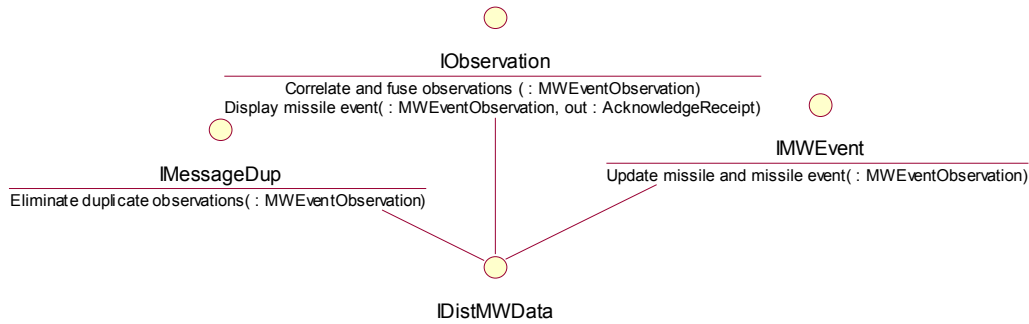 IObservation
Correlate and fuse observations ( : MWEventObservation)
Display missile event( : MWEventObservation, out : AcknowledgeReceipt)
IMWEvent
Update missile and missile event( : MWEventObservation)
IMessageDup
Eliminate duplicate observations( : MWEventObservation)
IDistMWData